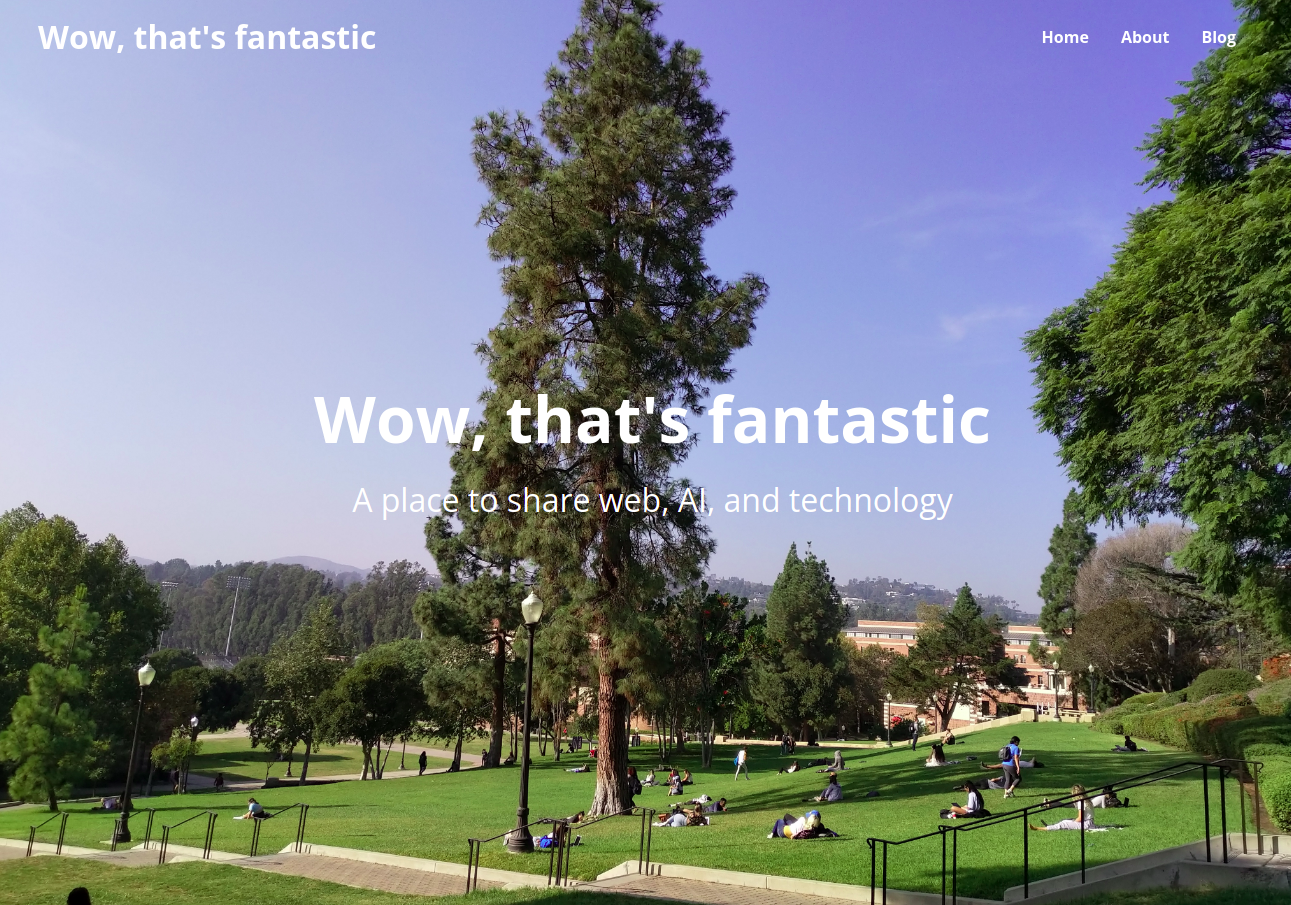 Wow, that's fantastic
Home About Blog
Wow, that's fantastic
A place to share web, AI, and technology